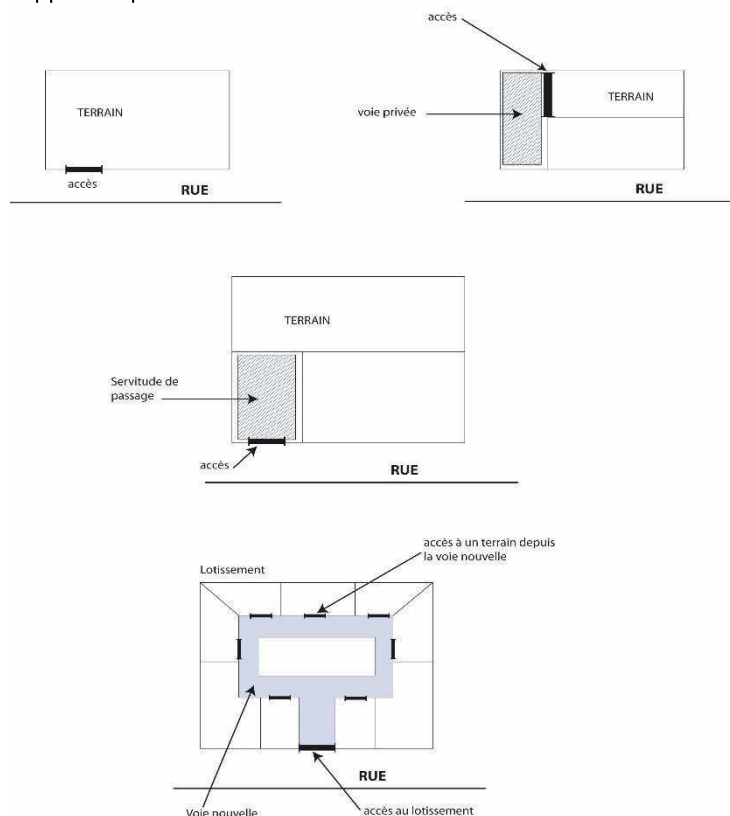 accès
TERRAIN
accès
RUE
voie privée
TERRAIN
RUE
TERRAIN
Servitude de
passage
accès
RUE
accès à un terrain depuis
la voie nouvelle
Lotissement
RUE
Voie nouvelle
accès au lotissement